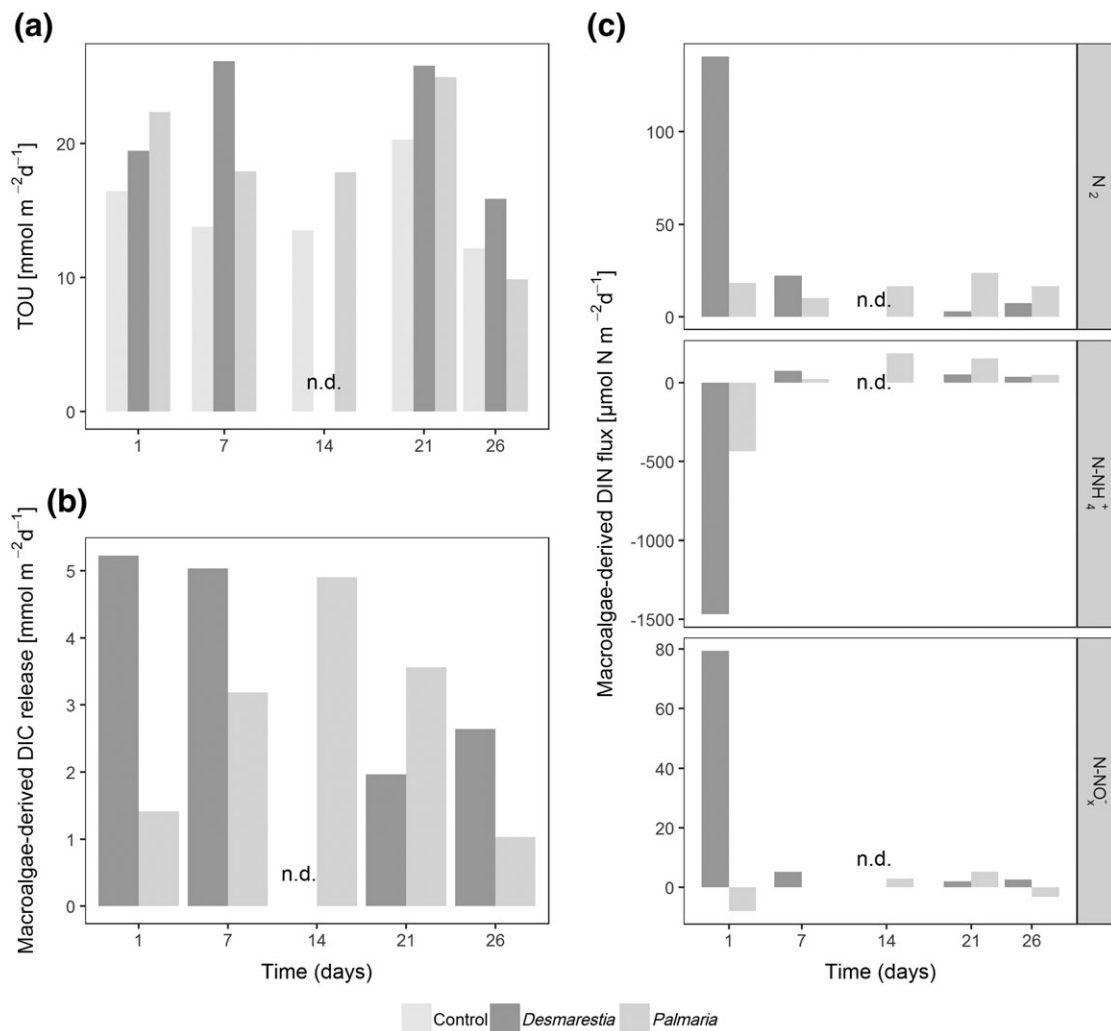 (a)
TOU [mmol m⁻²d⁻¹]
20
10
0
n.d.
1 7 14 21 26
(b)
Macroalgae-derived DIC release [mmol m⁻²d⁻¹]
5
4
3
2
1
0
n.d.
1 7 14 21 26
Time (days)
(c)
Macroalgae-derived DIN flux [µmol N m⁻²d⁻¹]
100
50
0
n.d.
N₂
0
-500
-1000
-1500
n.d.
N-NH₄⁺
80
60
40
20
0
n.d.
N-NOₓ⁻
1 7 14 21 26
Time (days)
Control Desmarestia Palmaria